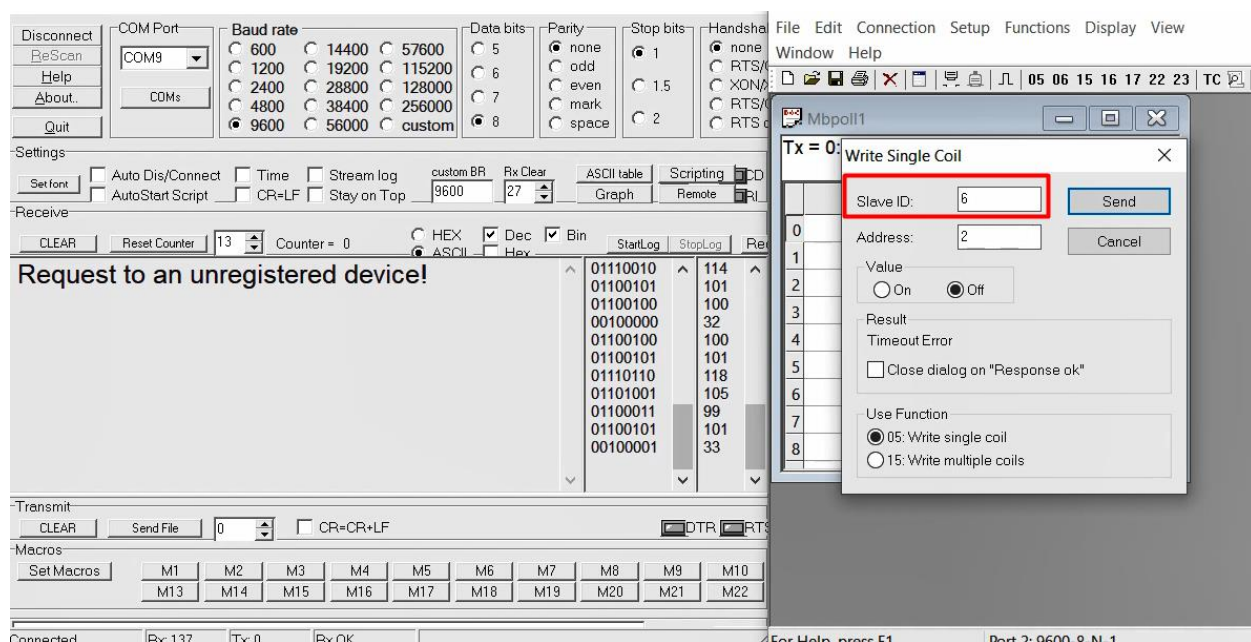 Disconnect
ReScan
Help
About..
Quit
COM Port
COM9
COMs
Baud rate
600 14400 57600
1200 19200 115200
2400 28800 128000
4800 38400 256000
9600 56000 custom
Data bits
5
6
7
8
Parity
none
odd
even
mark
space
Stop bits
1
1.5
2
none
Settings
Set font
Auto Dis/Connect Time Stream log
AutoStart Script CR=LF Stay on Top
custom BR Rx Clear
9600 27
ASCII table Scripting
Graph Remote
CD
RI
Receive
CLEAR Reset Counter 13 Counter = 0
HEX Dec Bin
ASCII Hex
StartLog StopLog
Request to an unregistered device!
01110010 114
01100101 101
01100100 100
00100000 32
01100100 100
01100101 101
01110110 118
01101001 105
01100011 99
01100101 101
00100001 33
Transmit
CLEAR Send File 0 CR=CR+LF
DTR RTS
Macros
Set Macros M1 M2 M3 M4 M5 M6 M7 M8 M9 M10
M13 M14 M15 M16 M17 M18 M19 M20 M21 M22
Connected Rx: 137 Tx: 0 Rx OK
File Edit Connection Setup Functions Display View
Window Help
05 06 15 16 17 22 23 TC
Mbpoll1
Tx = 0:
0
1
2
3
4
5
6
7
8
Write Single Coil
Slave ID: 6
Send
Address: 2
Cancel
Value
On Off
Result
Timeout Error
Close dialog on "Response ok"
Use Function
05: Write single coil
15: Write multiple coils
For Help, press F1. Port 2: 9600-8-N-1